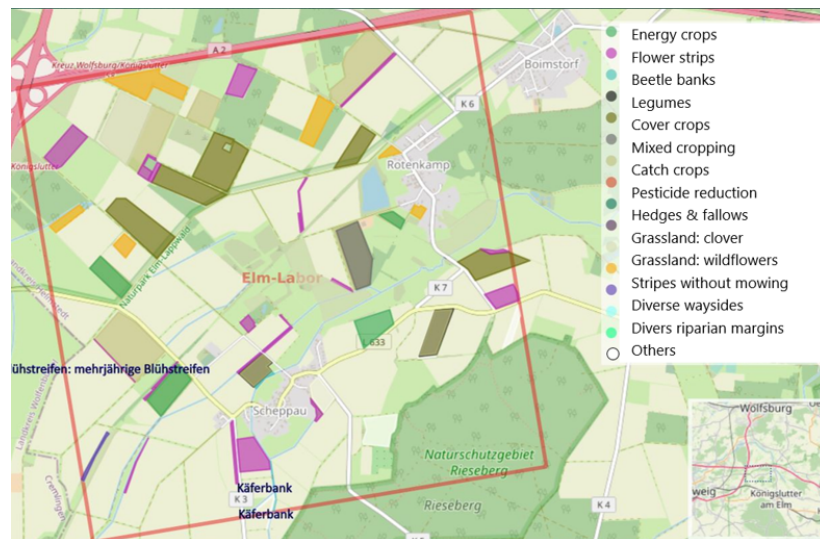 A 2
Kreuz Wolfsburg/Königslutter
Boimstorf
K 6
Königslutter
Rotenkamp
Naturpark Elm-Lappwald
Elm-Labor
K 7
L 633
Landkreis Wolfenbüttel
ühstreifen: mehrjährige Blühstreifen
Scheppau
Cremlingen
Käferbank
K 3
Käferbank
Naturschutzgebiet
Rieseberg
Rieseberg
K 4
Energy crops
Flower strips
Beetle banks
Legumes
Cover crops
Mixed cropping
Catch crops
Pesticide reduction
Hedges & fallows
Grassland: clover
Grassland: wildflowers
Stripes without mowing
Diverse waysides
Divers riparian margins
Others
Wolfsburg
weig
Königslutter
am Elm